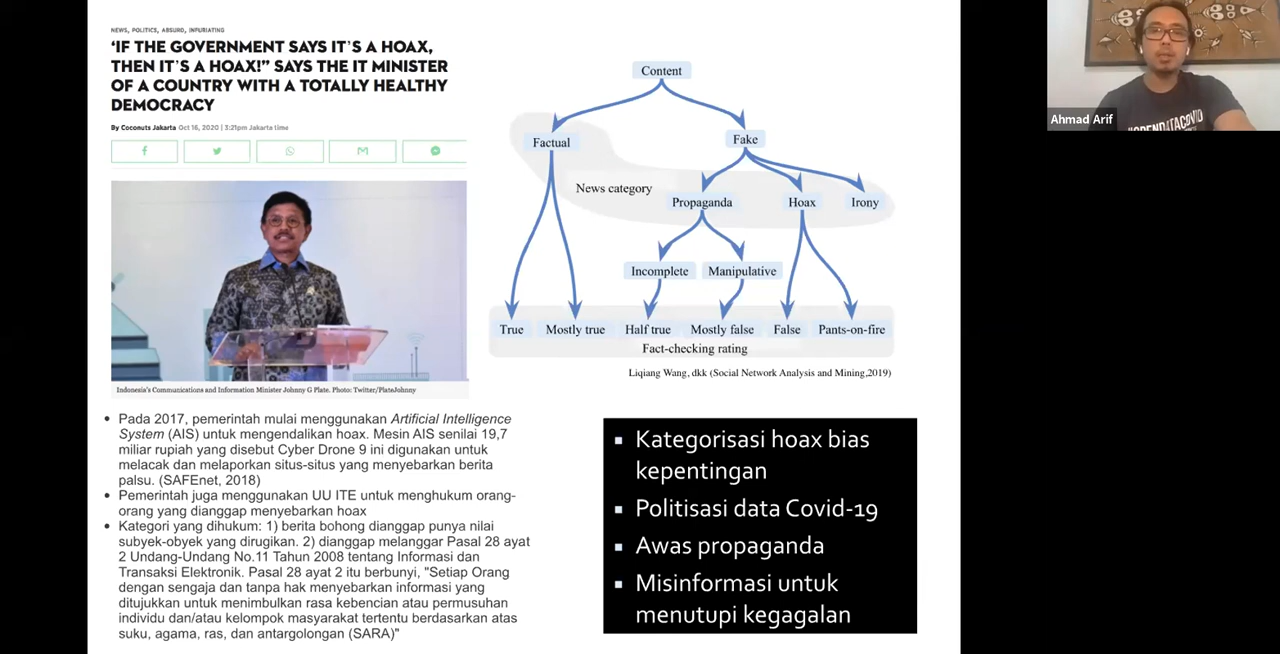 NEWS, POLITICS, ABSURD, INFURIATING
‘IF THE GOVERNMENT SAYS IT’S A HOAX,
THEN IT’S A HOAX!” SAYS THE IT MINISTER
OF A COUNTRY WITH A TOTALLY HEALTHY
DEMOCRACY
By Coconuts Jakarta Oct 16, 2020 | 3:21pm Jakarta time
Indonesia's Communications and Information Minister Johnny G Plate. Photo: Twitter/PlateJohnny
Content
Factual
Fake
News category
Propaganda
Hoax
Irony
Incomplete
Manipulative
True
Mostly true
Half true
Mostly false
False
Pants-on-fire
Fact-checking rating
Liqiang Wang, dkk (Social Network Analysis and Mining,2019)
• Pada 2017, pemerintah mulai menggunakan Artificial Intelligence
System (AIS) untuk mengendalikan hoax. Mesin AIS senilai 19,7
miliar rupiah yang disebut Cyber Drone 9 ini digunakan untuk
melacak dan melaporkan situs-situs yang menyebarkan berita
palsu. (SAFEnet, 2018)
• Pemerintah juga menggunakan UU ITE untuk menghukum orang-
orang yang dianggap menyebarkan hoax
• Kategori yang dihukum: 1) berita bohong dianggap punya nilai
subyek-obyek yang dirugikan. 2) dianggap melanggar Pasal 28 ayat
2 Undang-Undang No.11 Tahun 2008 tentang Informasi dan
Transaksi Elektronik. Pasal 28 ayat 2 itu berbunyi, "Setiap Orang
dengan sengaja dan tanpa hak menyebarkan informasi yang
ditujukkan untuk menimbulkan rasa kebencian atau permusuhan
individu dan/atau kelompok masyarakat tertentu berdasarkan atas
suku, agama, ras, dan antargolongan (SARA)"
▪ Kategorisasi hoax bias
kepentingan
▪ Politisasi data Covid-19
▪ Awas propaganda
▪ Misinformasi untuk
menutupi kegagalan
Ahmad Arif